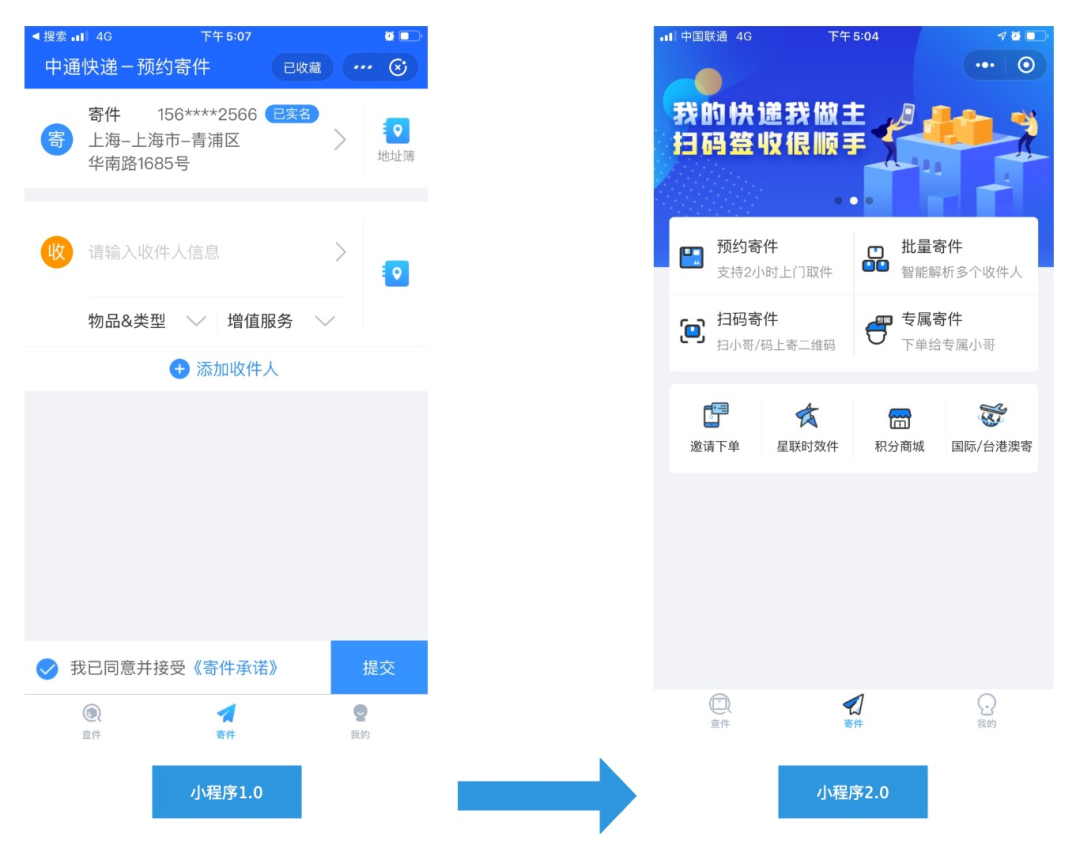 搜索 4G 下午5:07
中通快递－预约寄件 已收藏
寄
寄件 156****2566 已实名
上海–上海市–青浦区
华南路1685号
地址簿
收
请输入收件人信息
物品&类型 增值服务
添加收件人
我已同意并接受《寄件承诺》 提交
查件 寄件 我的
小程序1.0
中国联通 4G 下午5:04
我的快递我做主
扫码签收很顺手
预约寄件
支持2小时上门取件
批量寄件
智能解析多个收件人
扫码寄件
扫小哥/码上寄二维码
专属寄件
下单给专属小哥
邀请下单 星联时效件 积分商城 国际/台港澳寄
查件 寄件 我的
小程序2.0